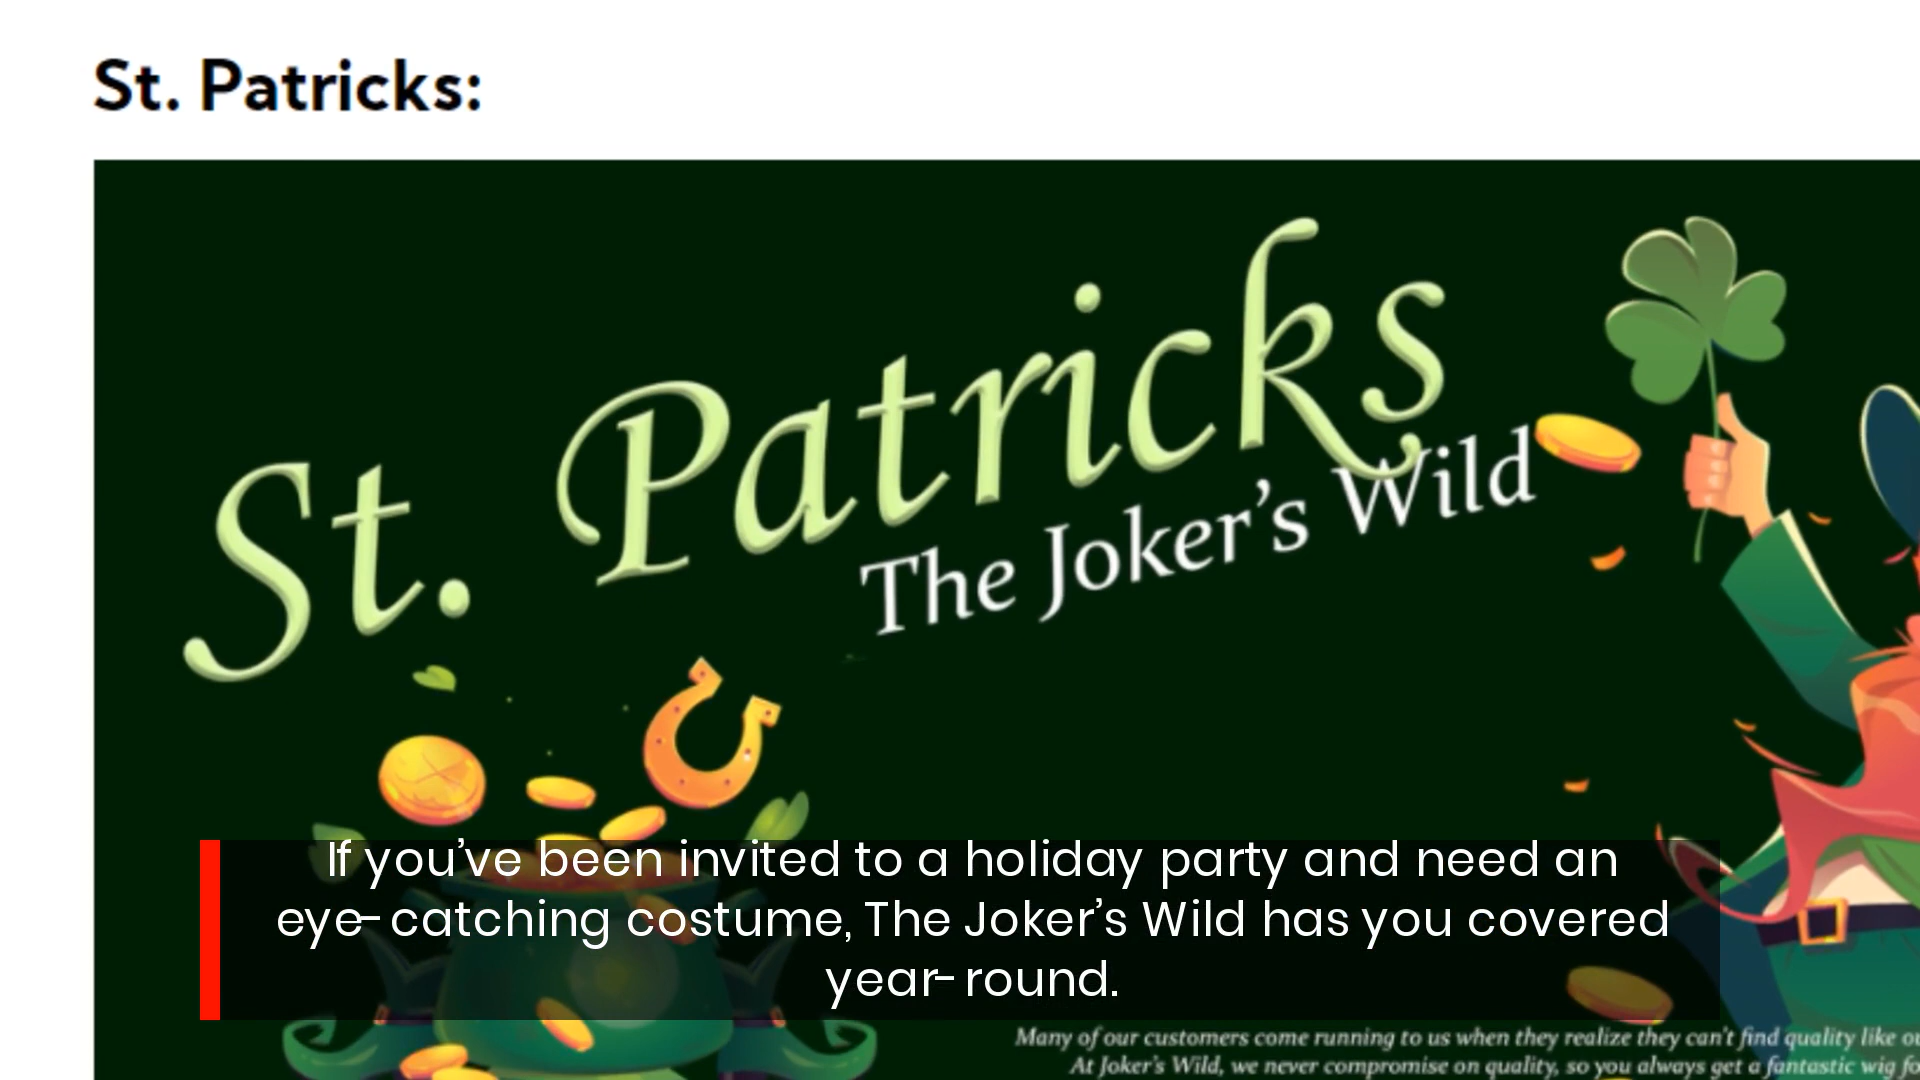 St. Patricks:
St. Patricks
The Joker's Wild
If you've been invited to a holiday party and need an
eye-catching costume, The Joker's Wild has you covered
year-round.
Many of our customers come running to us when they realize they can't find quality like
At Joker's Wild, we never compromise on quality, so you always get a fantastic wig